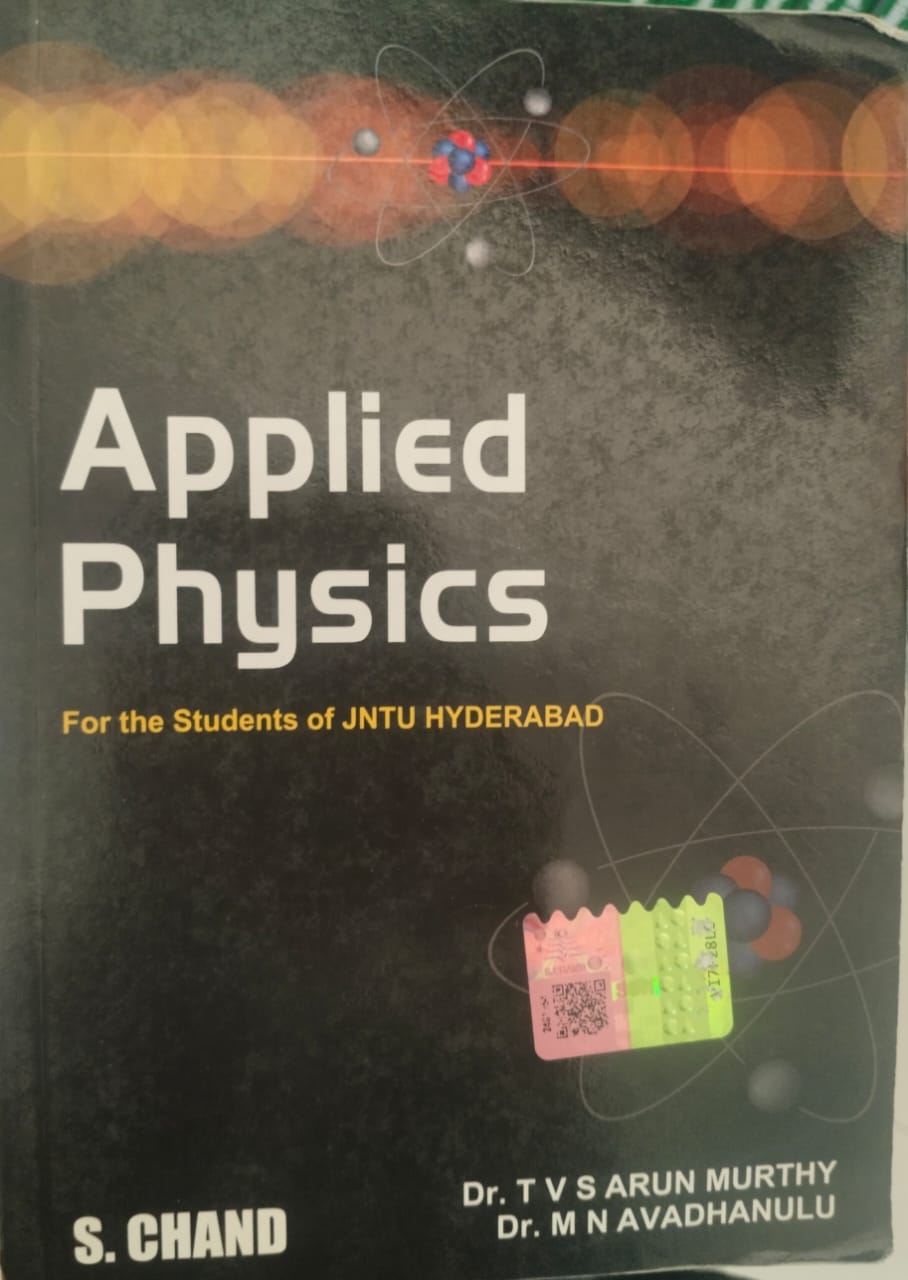 Applied
Physics
For the Students of JNTU HYDERABAD
Dr. T V S ARUN MURTHY
Dr. M N AVADHANULU
S. CHAND